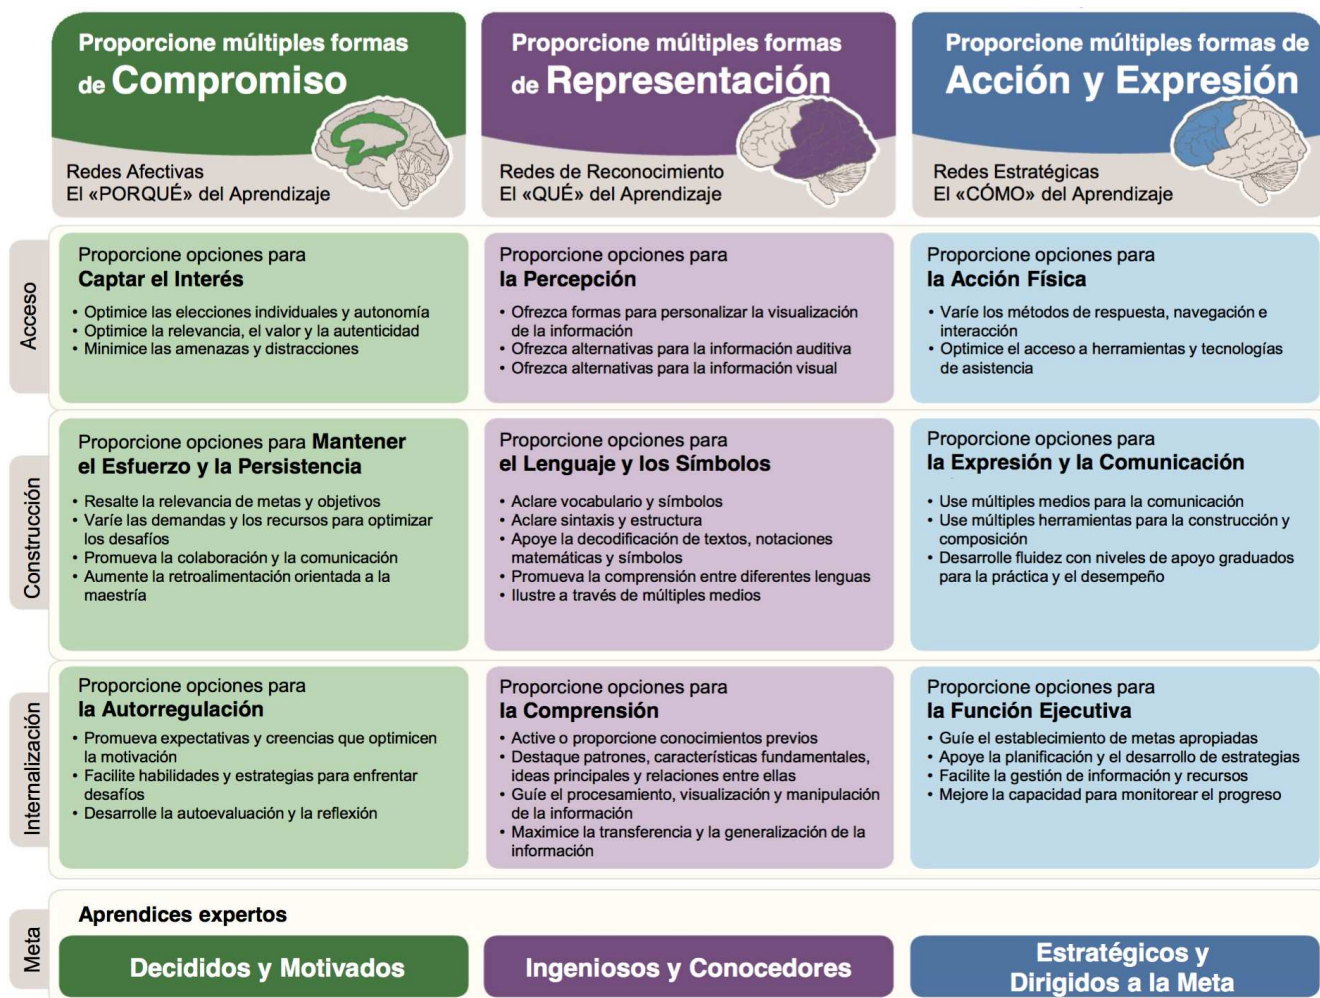 Proporcione múltiples formas
de Compromiso
Redes Afectivas
El «PORQUÉ» del Aprendizaje
Proporcione múltiples formas
de Representación
Redes de Reconocimiento
El «QUÉ» del Aprendizaje
Proporcione múltiples formas de
Acción y Expresión
Redes Estratégicas
El «CÓMO» del Aprendizaje
Acceso
Proporcione opciones para
Captar el Interés
• Optimice las elecciones individuales y autonomía
• Optimice la relevancia, el valor y la autenticidad
• Minimice las amenazas y distracciones
Proporcione opciones para
la Percepción
• Ofrezca formas para personalizar la visualización
de la información
• Ofrezca alternativas para la información auditiva
• Ofrezca alternativas para la información visual
Proporcione opciones para
la Acción Física
• Varíe los métodos de respuesta, navegación e
interacción
• Optimice el acceso a herramientas y tecnologías
de asistencia
Construcción
Proporcione opciones para Mantener
el Esfuerzo y la Persistencia
• Resalte la relevancia de metas y objetivos
• Varíe las demandas y los recursos para optimizar
los desafíos
• Promueva la colaboración y la comunicación
• Aumente la retroalimentación orientada a la
maestría
Proporcione opciones para
el Lenguaje y los Símbolos
• Aclare vocabulario y símbolos
• Aclare sintaxis y estructura
• Apoye la decodificación de textos, notaciones
matemáticas y símbolos
• Promueva la comprensión entre diferentes lenguas
• Ilustre a través de múltiples medios
Proporcione opciones para
la Expresión y la Comunicación
• Use múltiples medios para la comunicación
• Use múltiples herramientas para la construcción y
composición
• Desarrolle fluidez con niveles de apoyo graduados
para la práctica y el desempeño
Internalización
Proporcione opciones para
la Autorregulación
• Promueva expectativas y creencias que optimicen
la motivación
• Facilite habilidades y estrategias para enfrentar
desafíos
• Desarrolle la autoevaluación y la reflexión
Proporcione opciones para
la Comprensión
• Active o proporcione conocimientos previos
• Destaque patrones, características fundamentales,
ideas principales y relaciones entre ellas
• Guíe el procesamiento, visualización y manipulación
de la información
• Maximice la transferencia y la generalización de la
información
Proporcione opciones para
la Función Ejecutiva
• Guíe el establecimiento de metas apropiadas
• Apoye la planificación y el desarrollo de estrategias
• Facilite la gestión de información y recursos
• Mejore la capacidad para monitorear el progreso
Meta
Aprendices expertos
Decididos y Motivados
Ingeniosos y Conocedores
Estratégicos y
Dirigidos a la Meta